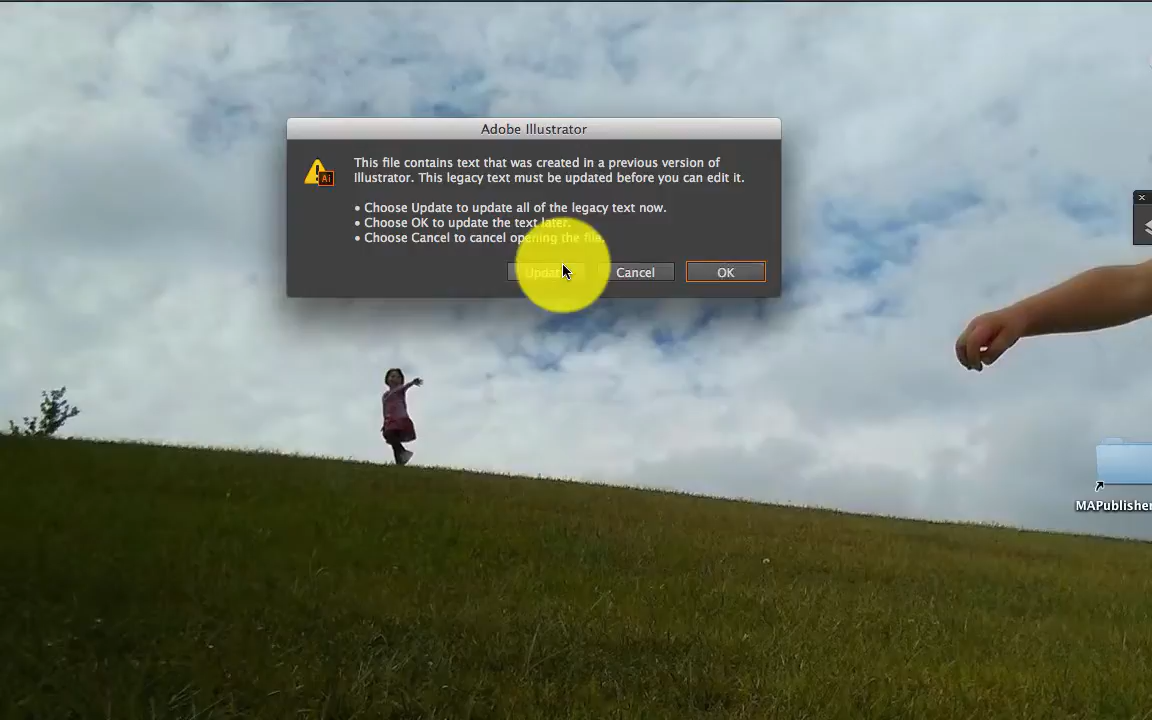 Adobe Illustrator
This file contains text that was created in a previous version of
Illustrator. This legacy text must be updated before you can edit it.
• Choose Update to update all of the legacy text now.
• Choose OK to update the text later.
• Choose Cancel to cancel opening the file.
Update Cancel OK
Ai
MAPublisher